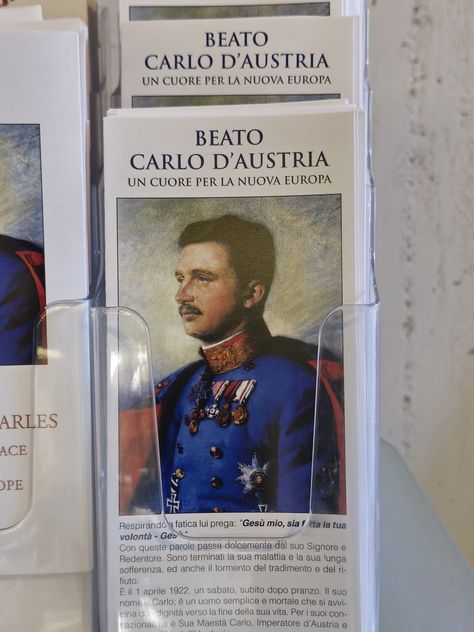 BEATO
CARLO D'AUSTRIA
UN CUORE PER LA NUOVA EUROPA
BEATO
CARLO D'AUSTRIA
UN CUORE PER LA NUOVA EUROPA
ARLES
ACE
OPE
Respirando a fatica lui prega: "Gesù mio, sia fatta la tua
volontà - Gesù"
Con queste parole passa dolcemente dal suo Signore e
Redentore. Sono terminati la sua malattia e la sua lunga
sofferenza, ed anche il tormento del tradimento e del ri-
fiuto.
È il 1 aprile 1922, un sabato, subito dopo pranzo. Il suo
nome è Carlo; è un uomo semplice e mortale che si avvi-
cina con dignità verso la fine della sua vita. Per i suoi con-
nazionali lui è Sua Maestà Carlo, Imperatore d'Austria e